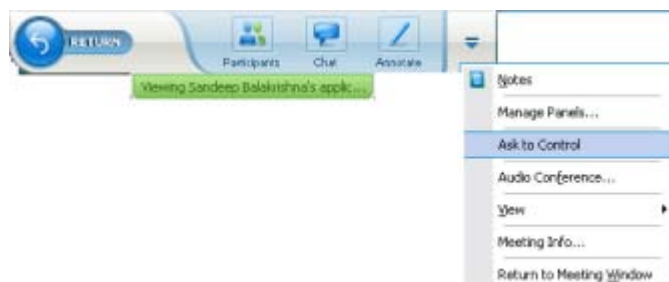 RETURN
Participants
Chat
Annotate
Viewing Sandeep Balakrishna's applic...
Notes
Manage Panels...
Ask to Control
Audio Conference...
View
Meeting Info...
Return to Meeting Window